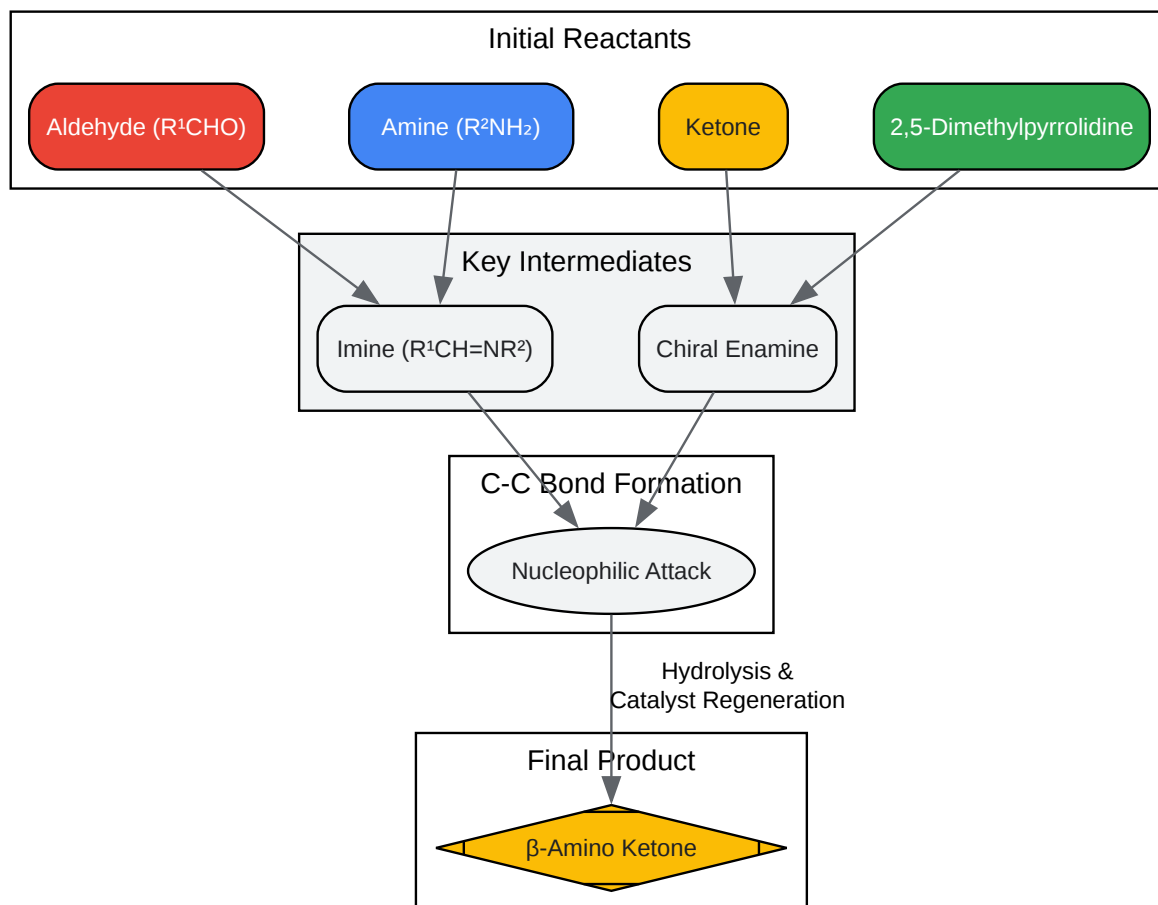 Initial Reactants
Aldehyde (R¹CHO)
Amine (R²NH₂)
Ketone
2,5-Dimethylpyrrolidine
Key Intermediates
Imine (R¹CH=NR²)
Chiral Enamine
C-C Bond Formation
Nucleophilic Attack
Hydrolysis &
Catalyst Regeneration
Final Product
β-Amino Ketone